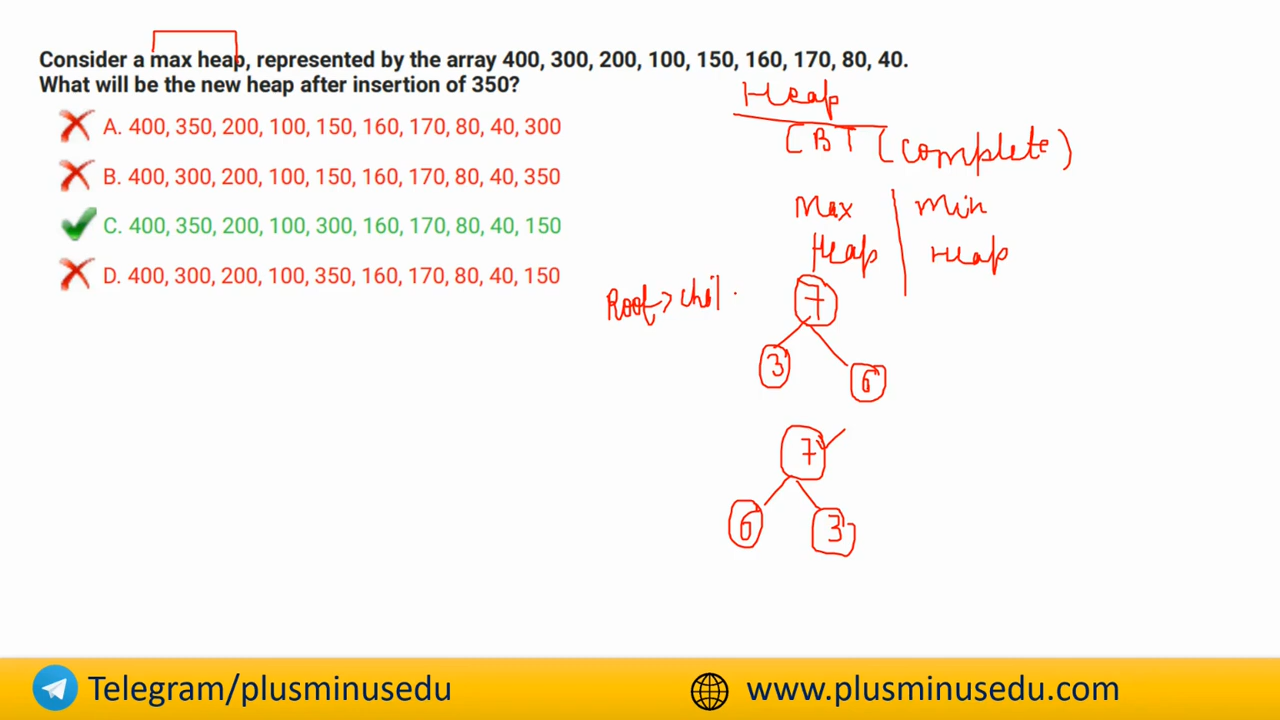 Consider a max heap, represented by the array 400, 300, 200, 100, 150, 160, 170, 80, 40.
What will be the new heap after insertion of 350?
A. 400, 350, 200, 100, 150, 160, 170, 80, 40, 300
B. 400, 300, 200, 100, 150, 160, 170, 80, 40, 350
C. 400, 350, 200, 100, 300, 160, 170, 80, 40, 150
D. 400, 300, 200, 100, 350, 160, 170, 80, 40, 150
Heap
CBT (complete)
Max | Min
Heap | Heap
Root > chil
7
3 6
7
6 3
Telegram/plusminusedu
www.plusminusedu.com